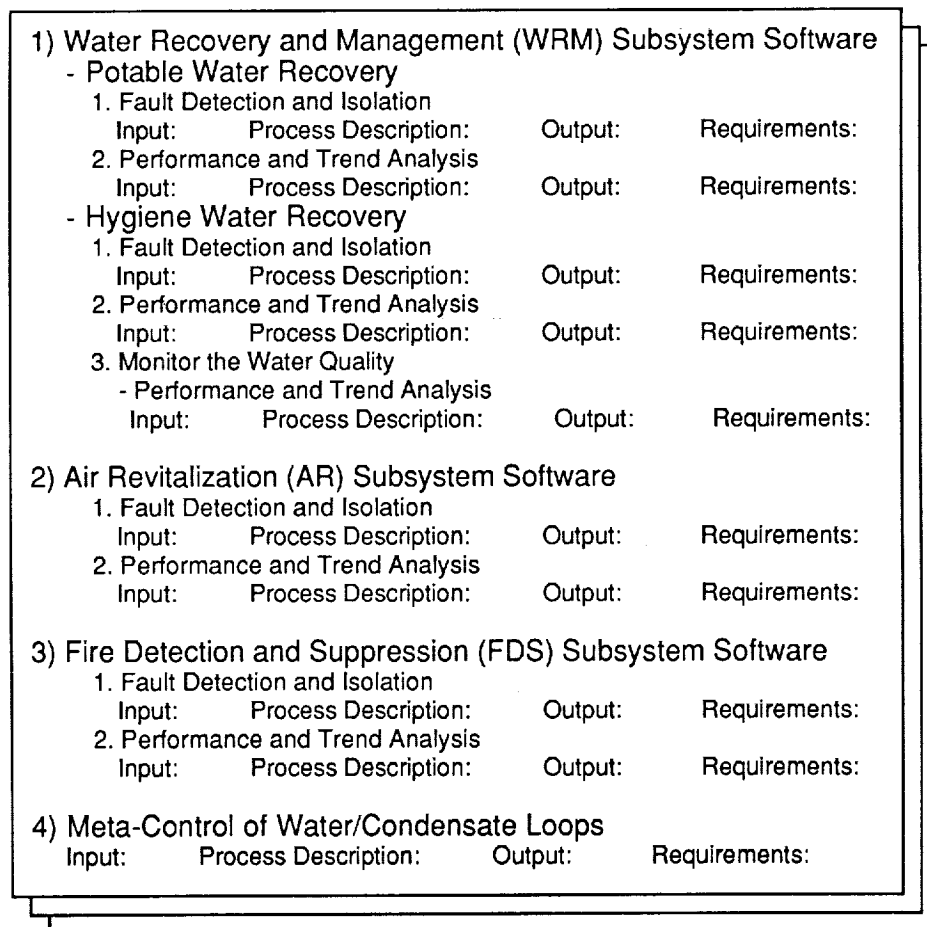 1) Water Recovery and Management (WRM) Subsystem Software
- Potable Water Recovery
1. Fault Detection and Isolation
Input: Process Description: Output: Requirements:
2. Performance and Trend Analysis
Input: Process Description: Output: Requirements:
- Hygiene Water Recovery
1. Fault Detection and Isolation
Input: Process Description: Output: Requirements:
2. Performance and Trend Analysis
Input: Process Description: Output: Requirements:
3. Monitor the Water Quality
- Performance and Trend Analysis
Input: Process Description: Output: Requirements:
2) Air Revitalization (AR) Subsystem Software
1. Fault Detection and Isolation
Input: Process Description: Output: Requirements:
2. Performance and Trend Analysis
Input: Process Description: Output: Requirements:
3) Fire Detection and Suppression (FDS) Subsystem Software
1. Fault Detection and Isolation
Input: Process Description: Output: Requirements:
2. Performance and Trend Analysis
Input: Process Description: Output: Requirements:
4) Meta-Control of Water/Condensate Loops
Input: Process Description: Output: Requirements: